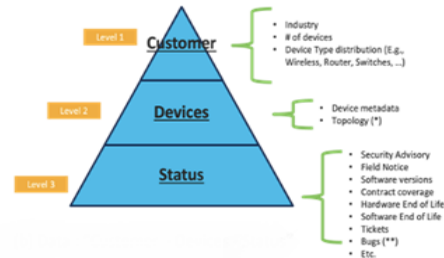 Level 1
Customer
• Industry
• # of devices
• Device Type distribution (E.g.,
Wireless, Router, Switches, ...)
Level 2
Devices
• Device metadata
• Topology (*)
Level 3
Status
• Security Advisory
• Field Notice
• Software versions
• Contract coverage
• Hardware End of Life
• Software End of Life
• Tickets
• Bugs (**)
• Etc.